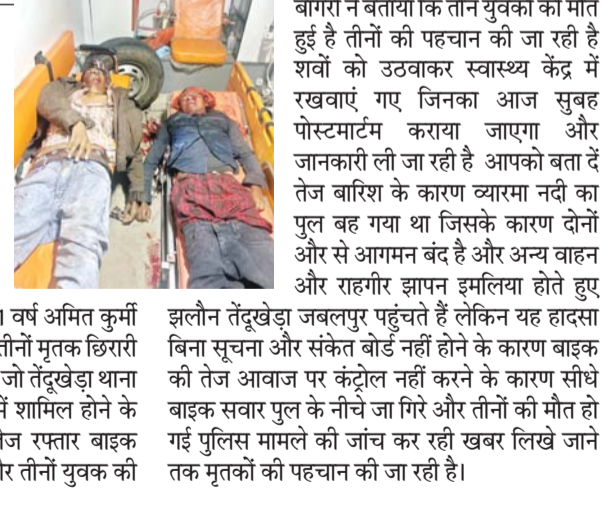 बागरी ने बताया कि तीन युवकों की मौत
हुई है तीनों की पहचान की जा रही है
शवों को उठवाकर स्वास्थ्य केंद्र में
रखवाएं गए जिनका आज सुबह
पोस्टमार्टम कराया जाएगा और
जानकारी ली जा रही है आपको बता दें
तेज बारिश के कारण व्यारमा नदी का
पुल बह गया था जिसके कारण दोनों
और से आगमन बंद है और अन्य वाहन
और राहगीर झापन इमलिया होते हुए
झलौन तेंदूखेड़ा जबलपुर पहुंचते हैं लेकिन यह हादसा
बिना सूचना और संकेत बोर्ड नहीं होने के कारण बाइक
की तेज आवाज पर कंट्रोल नहीं करने के कारण सीधे
बाइक सवार पुल के नीचे जा गिरे और तीनों की मौत हो
गई पुलिस मामले की जांच कर रही खबर लिखे जाने
तक मृतकों की पहचान की जा रही है।
1 वर्ष अमित कुर्मी
तीनों मृतक छिरारी
जो तेंदूखेड़ा थाना
में शामिल होने के
तेज रफ्तार बाइक
तीनों युवक की